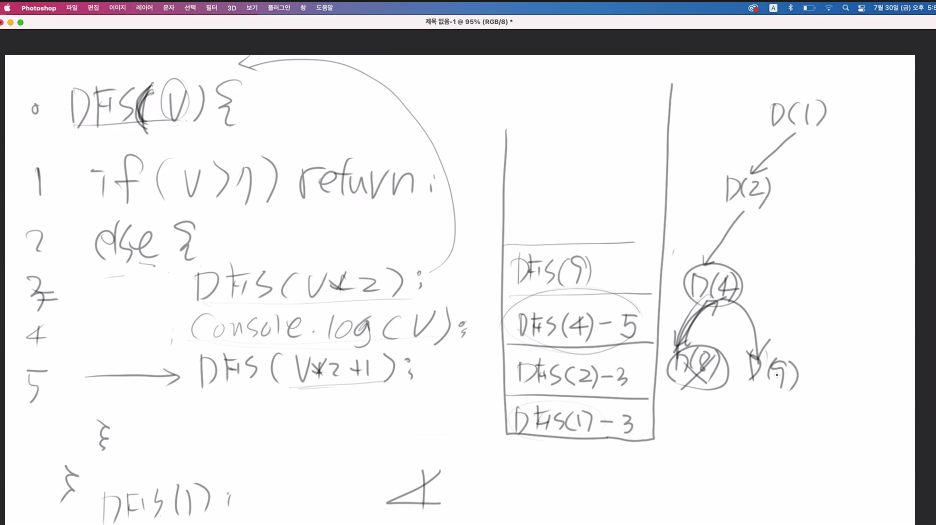 Photoshop 파일 편집 이미지 레이어 문자 선택 필터 3D 보기 플러그인 창 도움말
7월 30일 (금) 오후
제목 없음-1 @ 95% (RGB/8) *
0 DFS(V){
1 if(V>7) return;
2 else {
3 DFS(V*2);
4 Console.log(V);
5 DFS(V*2+1);
}
}
DFS(1);
4
DFS(9)
DFS(4)-5
DFS(2)-3
DFS(1)-3
D(1)
D(2)
D(4)
D(8) D(9)